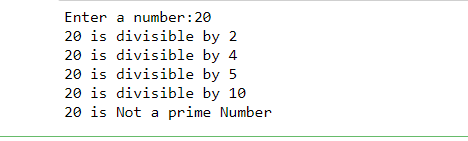 Enter a number:20
20 is divisible by 2
20 is divisible by 4
20 is divisible by 5
20 is divisible by 10
20 is Not a prime Number